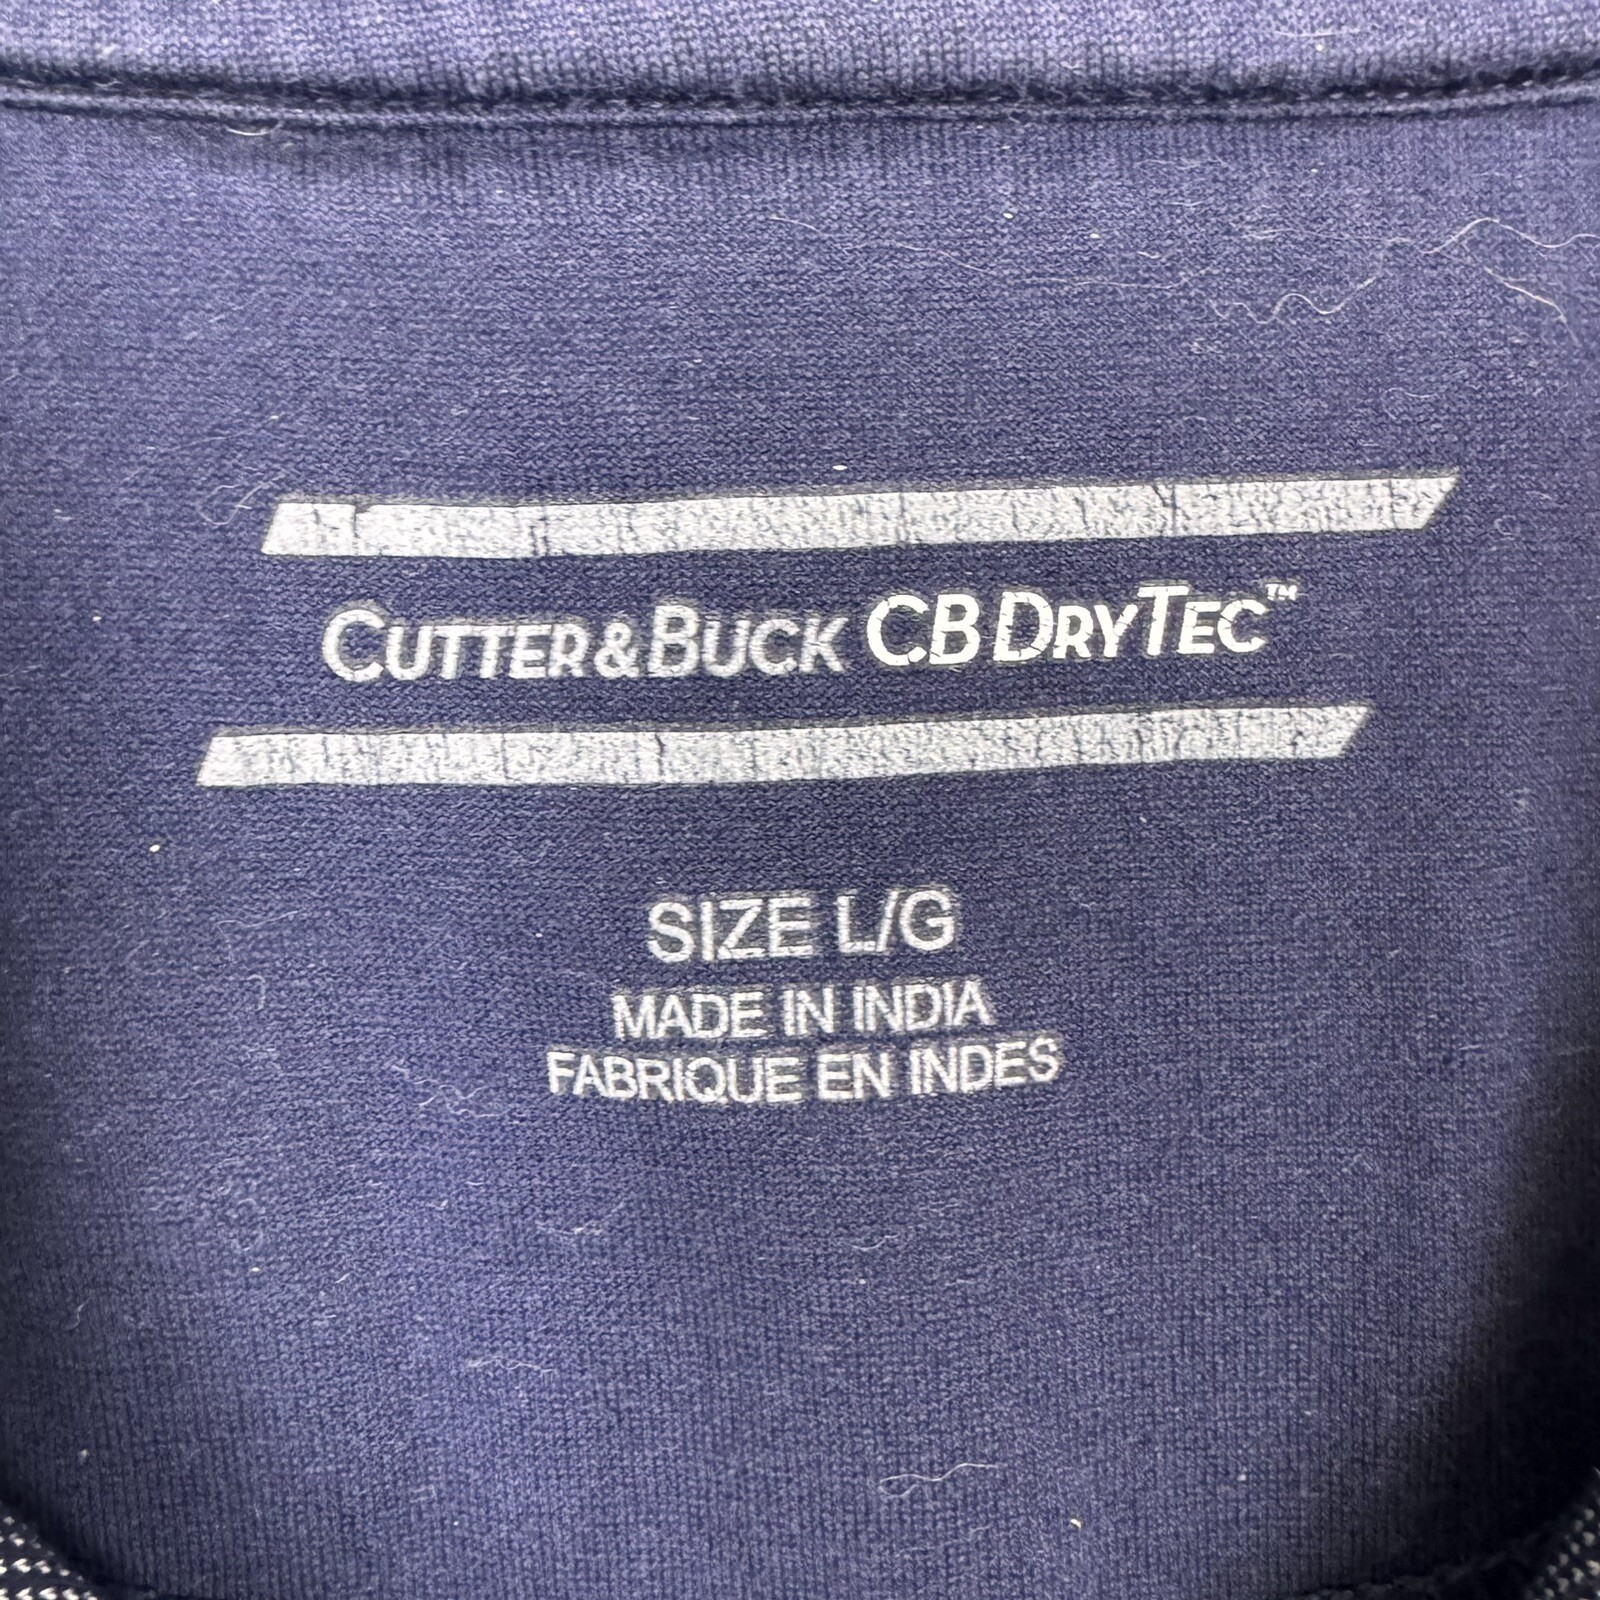 CUTTER & BUCK CB DRYTEC™
SIZE L/G
MADE IN INDIA
FABRIQUE EN INDES